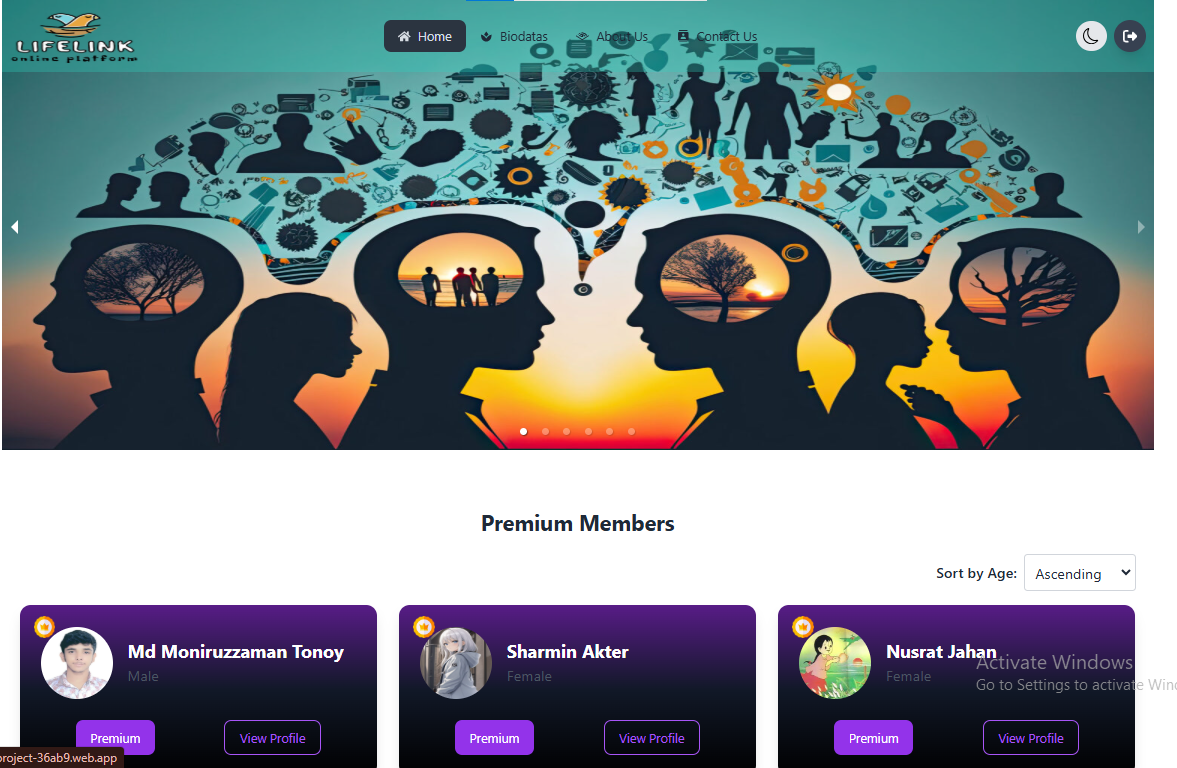 LIFELINK
online platform
Home
Biodatas
About Us
Contact Us
Premium Members
Sort by Age: Ascending
Md Moniruzzaman Tonoy
Male
Premium
View Profile
Sharmin Akter
Female
Premium
View Profile
Nusrat Jahan
Female
Premium
View Profile
Activate Windows
Go to Settings to activate Win
project-36ab9.web.app